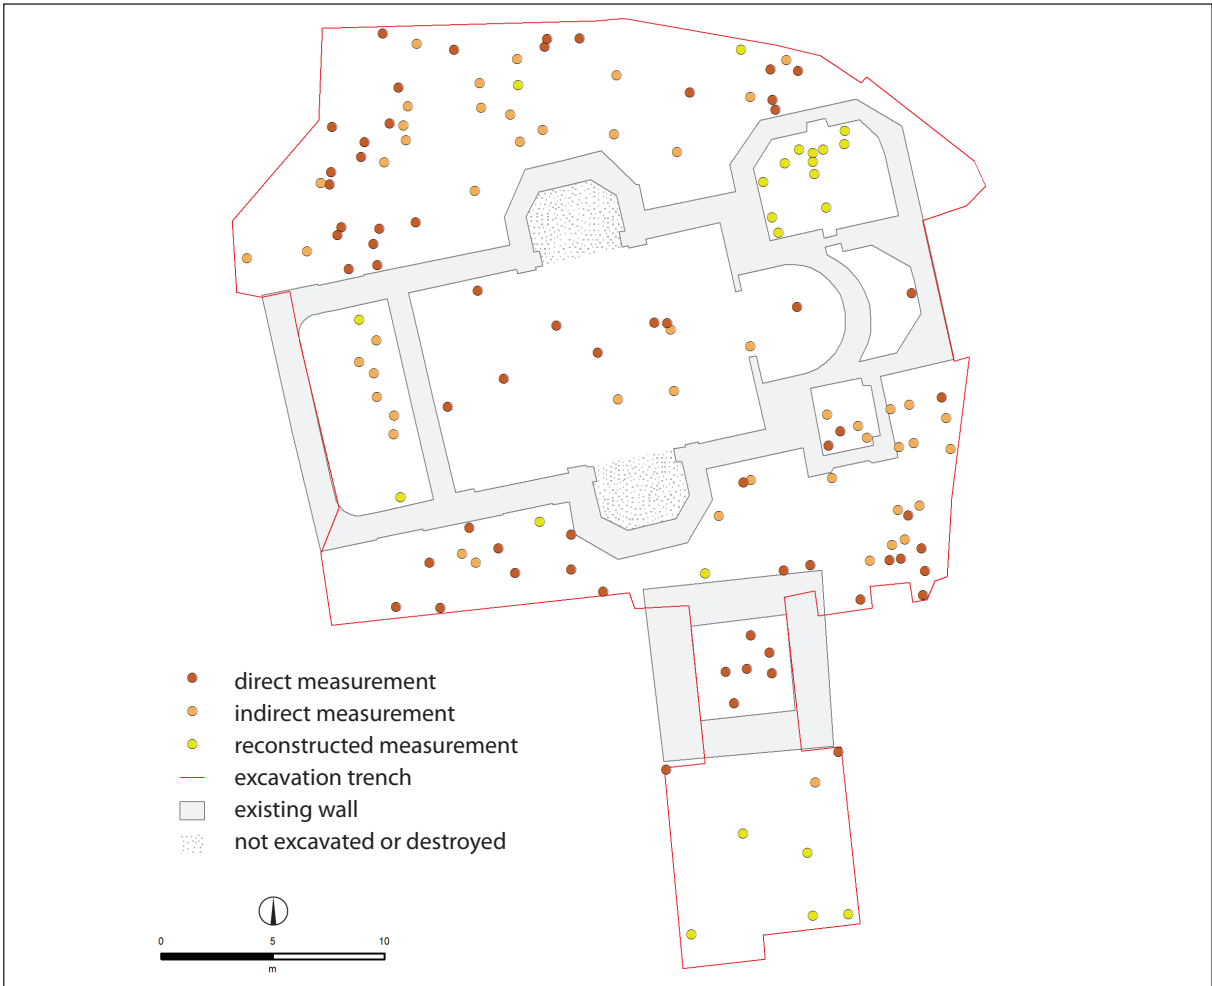 direct measurement
indirect measurement
reconstructed measurement
excavation trench
existing wall
not excavated or destroyed
0 5 10
m